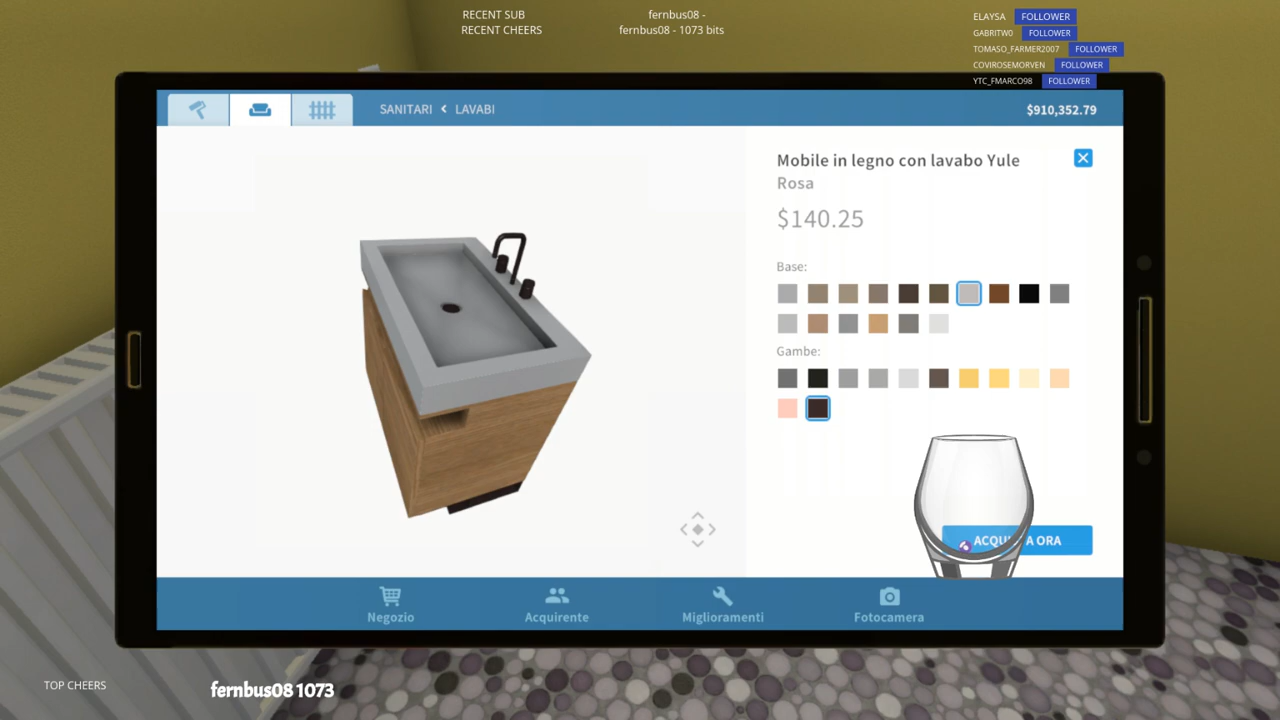 RECENT SUB
fernbus08 -
RECENT CHEERS
fernbus08 - 1073 bits
ELAYSA FOLLOWER
GABRITW0 FOLLOWER
TOMASO_FARMER2007 FOLLOWER
COVIROSEMORVEN FOLLOWER
YTC_FMARCO98 FOLLOWER
SANITARI < LAVABI
$910,352.79
Mobile in legno con lavabo Yule
Rosa
$140.25
Base:
Gambe:
ACQUISTA ORA
Negozio
Acquirente
Miglioramenti
Fotocamera
TOP CHEERS
fernbus08 1073